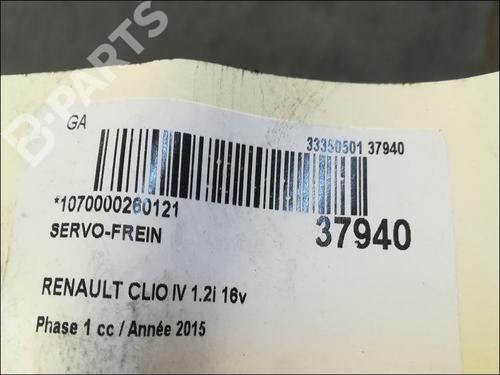 B-PARTS
GA
33350501 37940
*1070000260121
SERVO-FREIN
37940
RENAULT CLIO IV 1.2i 16v
Phase 1 cc / Année 2015